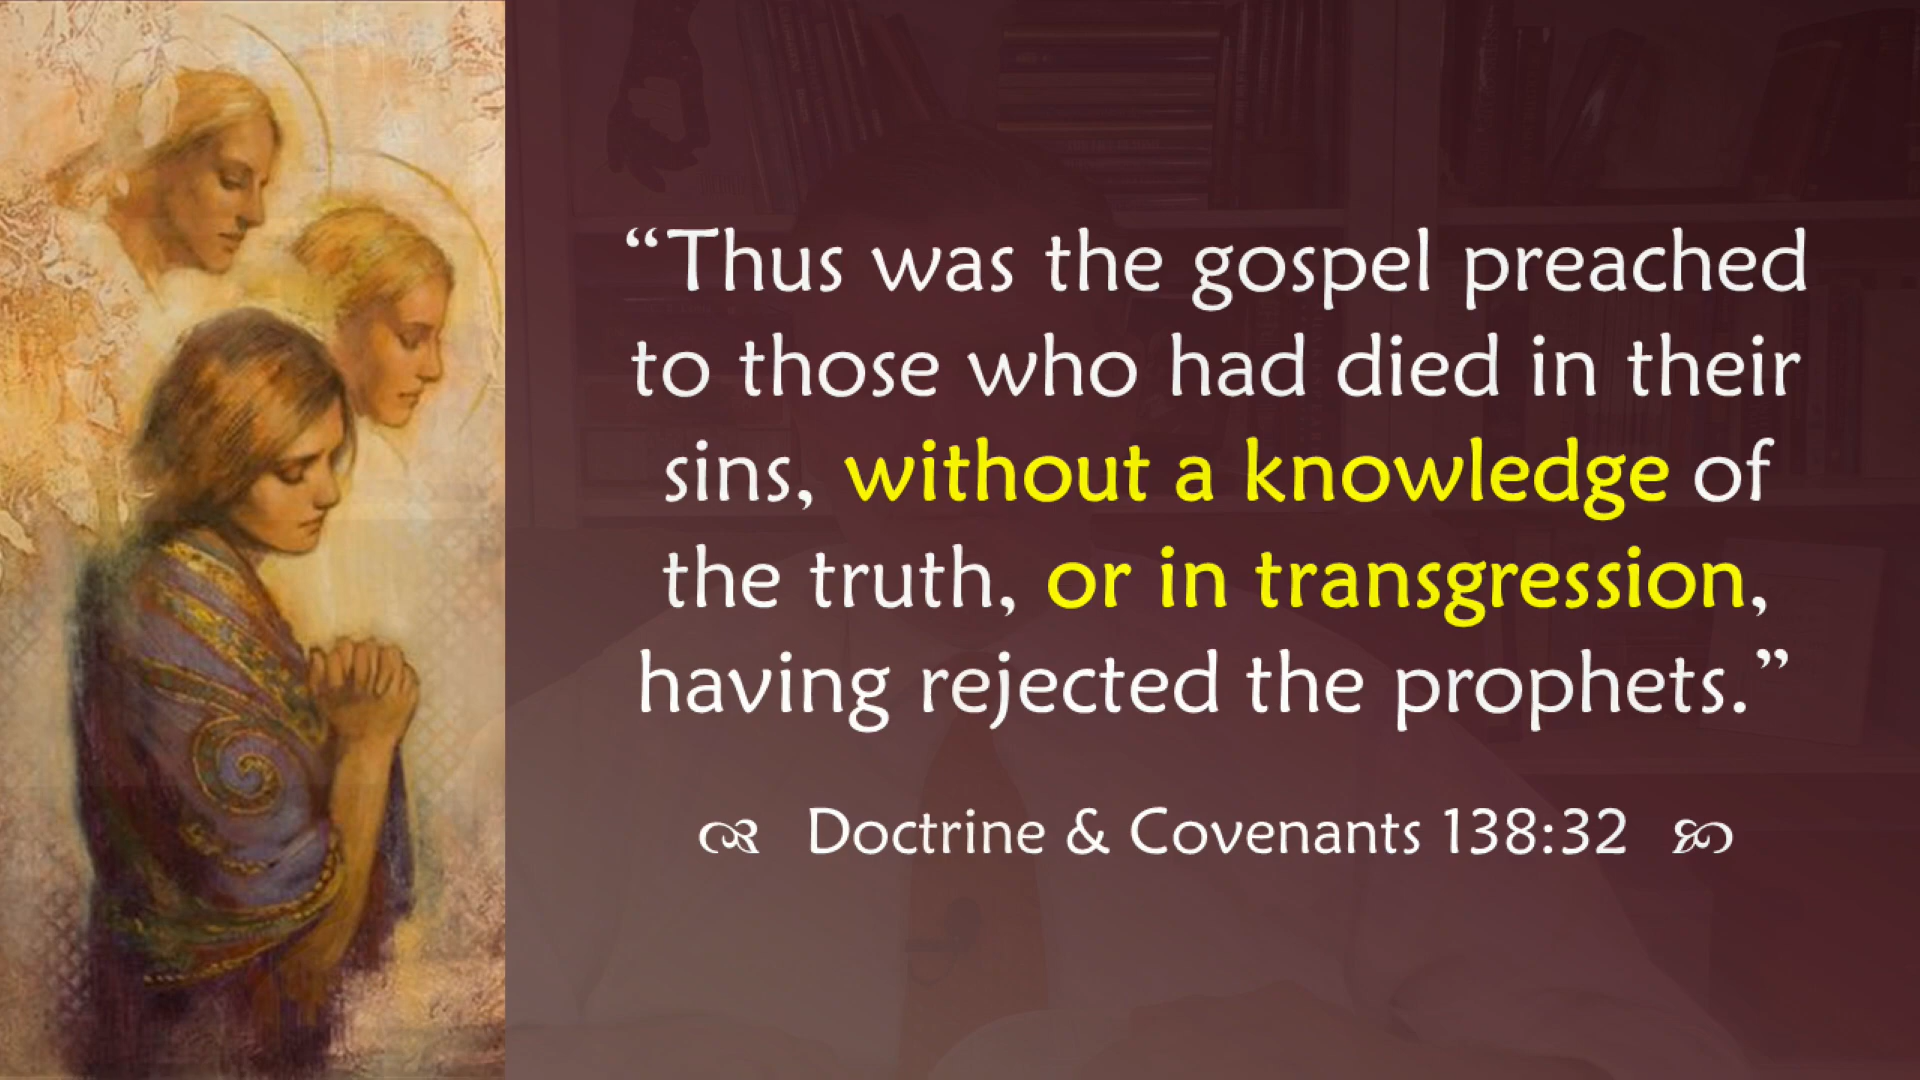 “Thus was the gospel preached
to those who had died in their
sins, without a knowledge of
the truth, or in transgression,
having rejected the prophets.”
Doctrine & Covenants 138:32